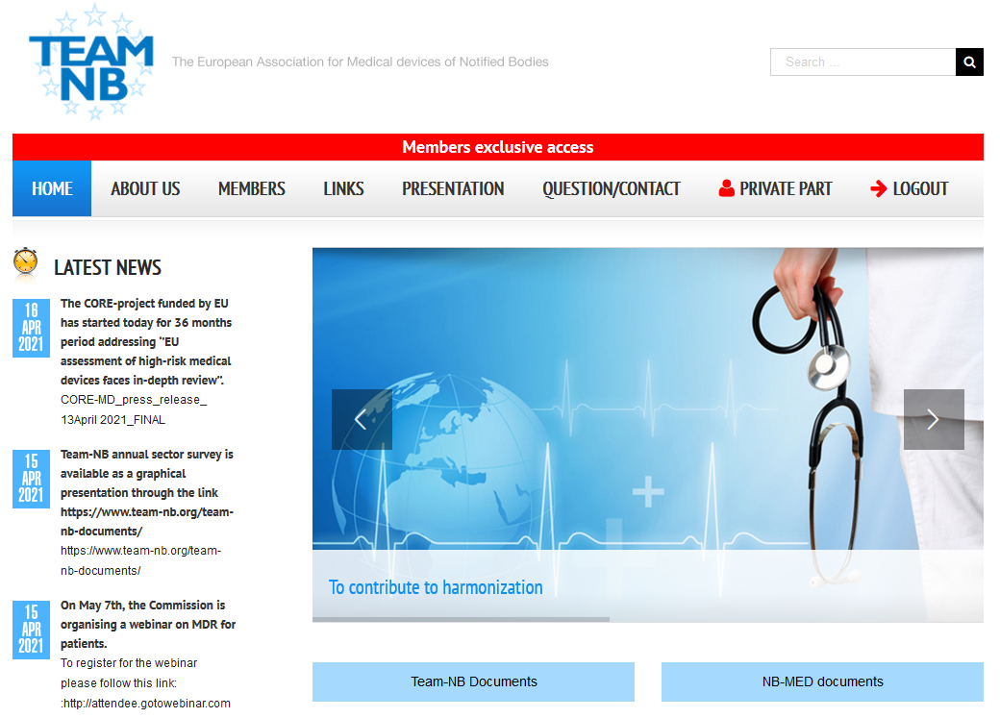 TEAM
NB
The European Association for Medical devices of Notified Bodies
Search ...
Members exclusive access
HOME
ABOUT US
MEMBERS
LINKS
PRESENTATION
QUESTION/CONTACT
PRIVATE PART
LOGOUT
LATEST NEWS
16
APR
2021
The CORE-project funded by EU
has started today for 36 months
period addressing "EU
assessment of high-risk medical
devices faces in-depth review".
CORE-MD_press_release_
13April 2021_FINAL
15
APR
2021
Team-NB annual sector survey is
available as a graphical
presentation through the link
https://www.team-nb.org/team-
nb-documents/
https://www.team-nb.org/team-
nb-documents/
15
APR
2021
On May 7th, the Commission is
organising a webinar on MDR for
patients.
To register for the webinar
please follow this link:
:http://attendee.gotowebinar.com
To contribute to harmonization
Team-NB Documents
NB-MED documents